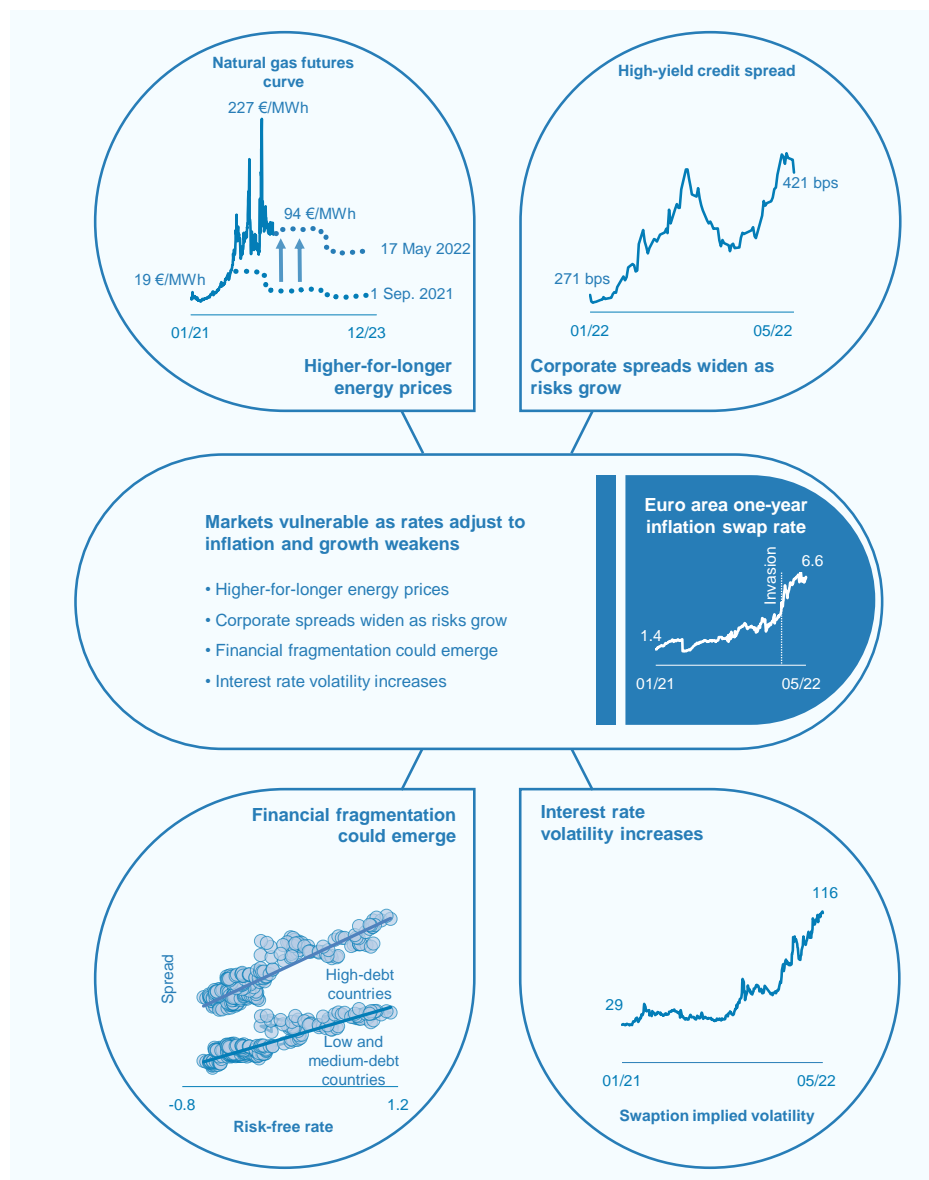 Natural gas futures
curve
227 €/MWh
94 €/MWh
17 May 2022
19 €/MWh
1 Sep. 2021
01/21
12/23
Higher-for-longer
energy prices
High-yield credit spread
421 bps
271 bps
01/22
05/22
Corporate spreads widen as
risks grow
Markets vulnerable as rates adjust to
inflation and growth weakens
• Higher-for-longer energy prices
• Corporate spreads widen as risks grow
• Financial fragmentation could emerge
• Interest rate volatility increases
Euro area one-year
inflation swap rate
Invasion
6.6
1.4
01/21
05/22
Financial fragmentation
could emerge
Spread
High-debt
countries
Low and
medium-debt
countries
-0.8
1.2
Risk-free rate
Interest rate
volatility increases
116
29
01/21
05/22
Swaption implied volatility